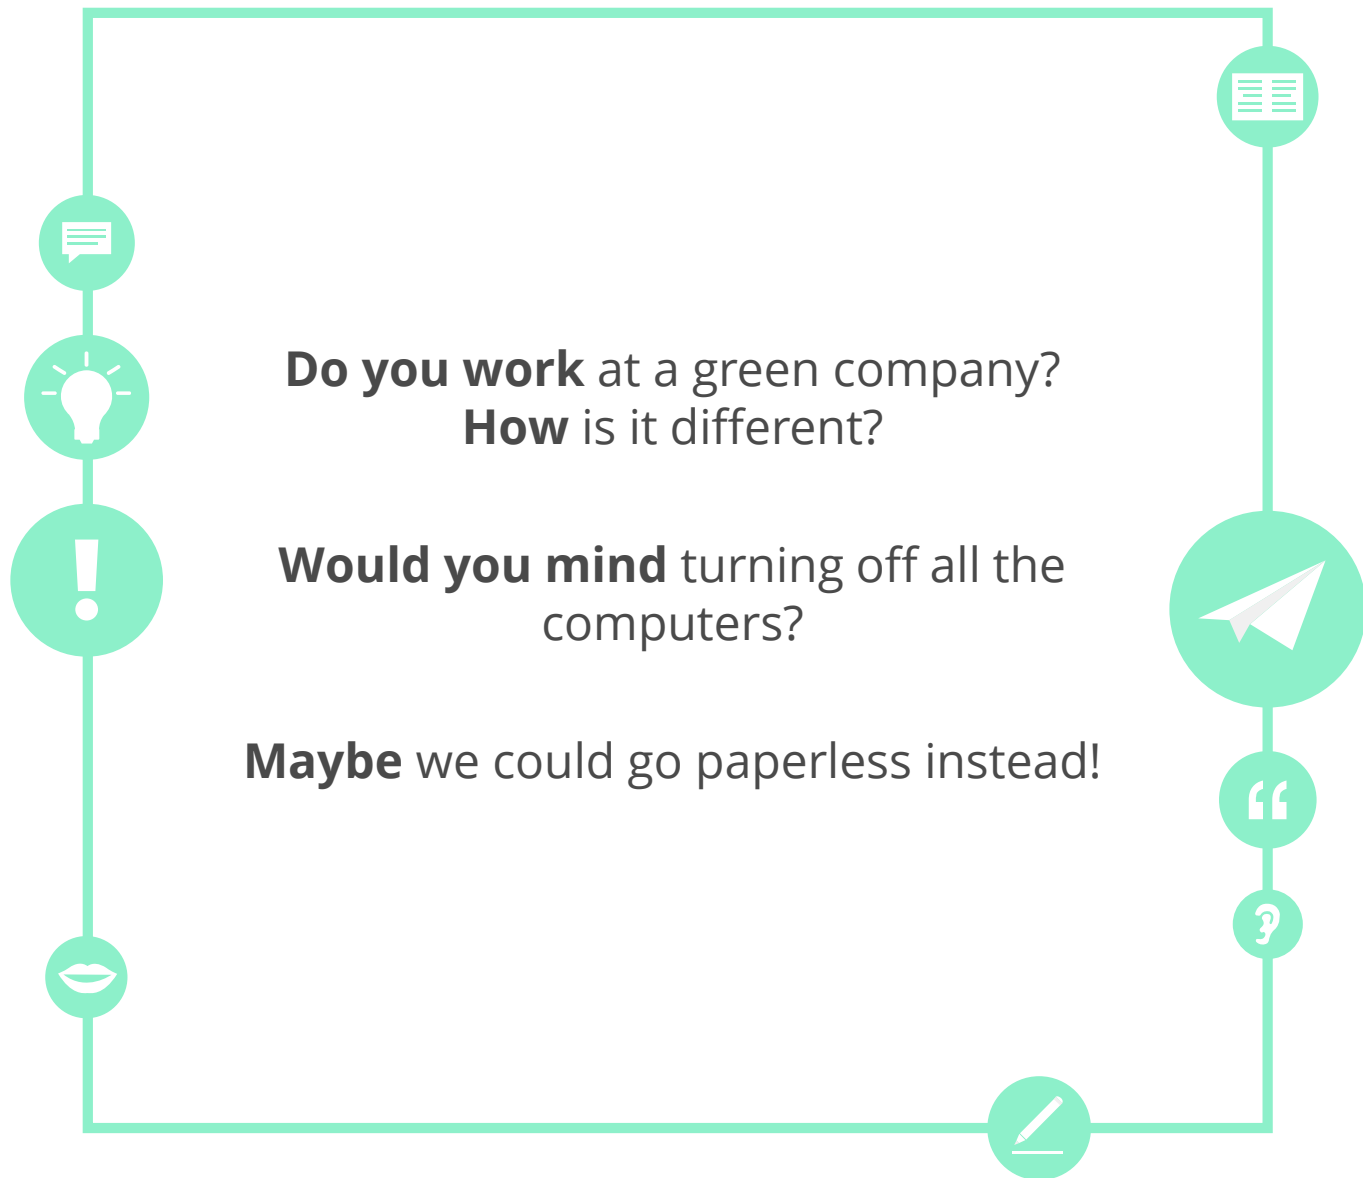 Do you work at a green company?
How is it different?
Would you mind turning off all the
computers?
Maybe we could go paperless instead!